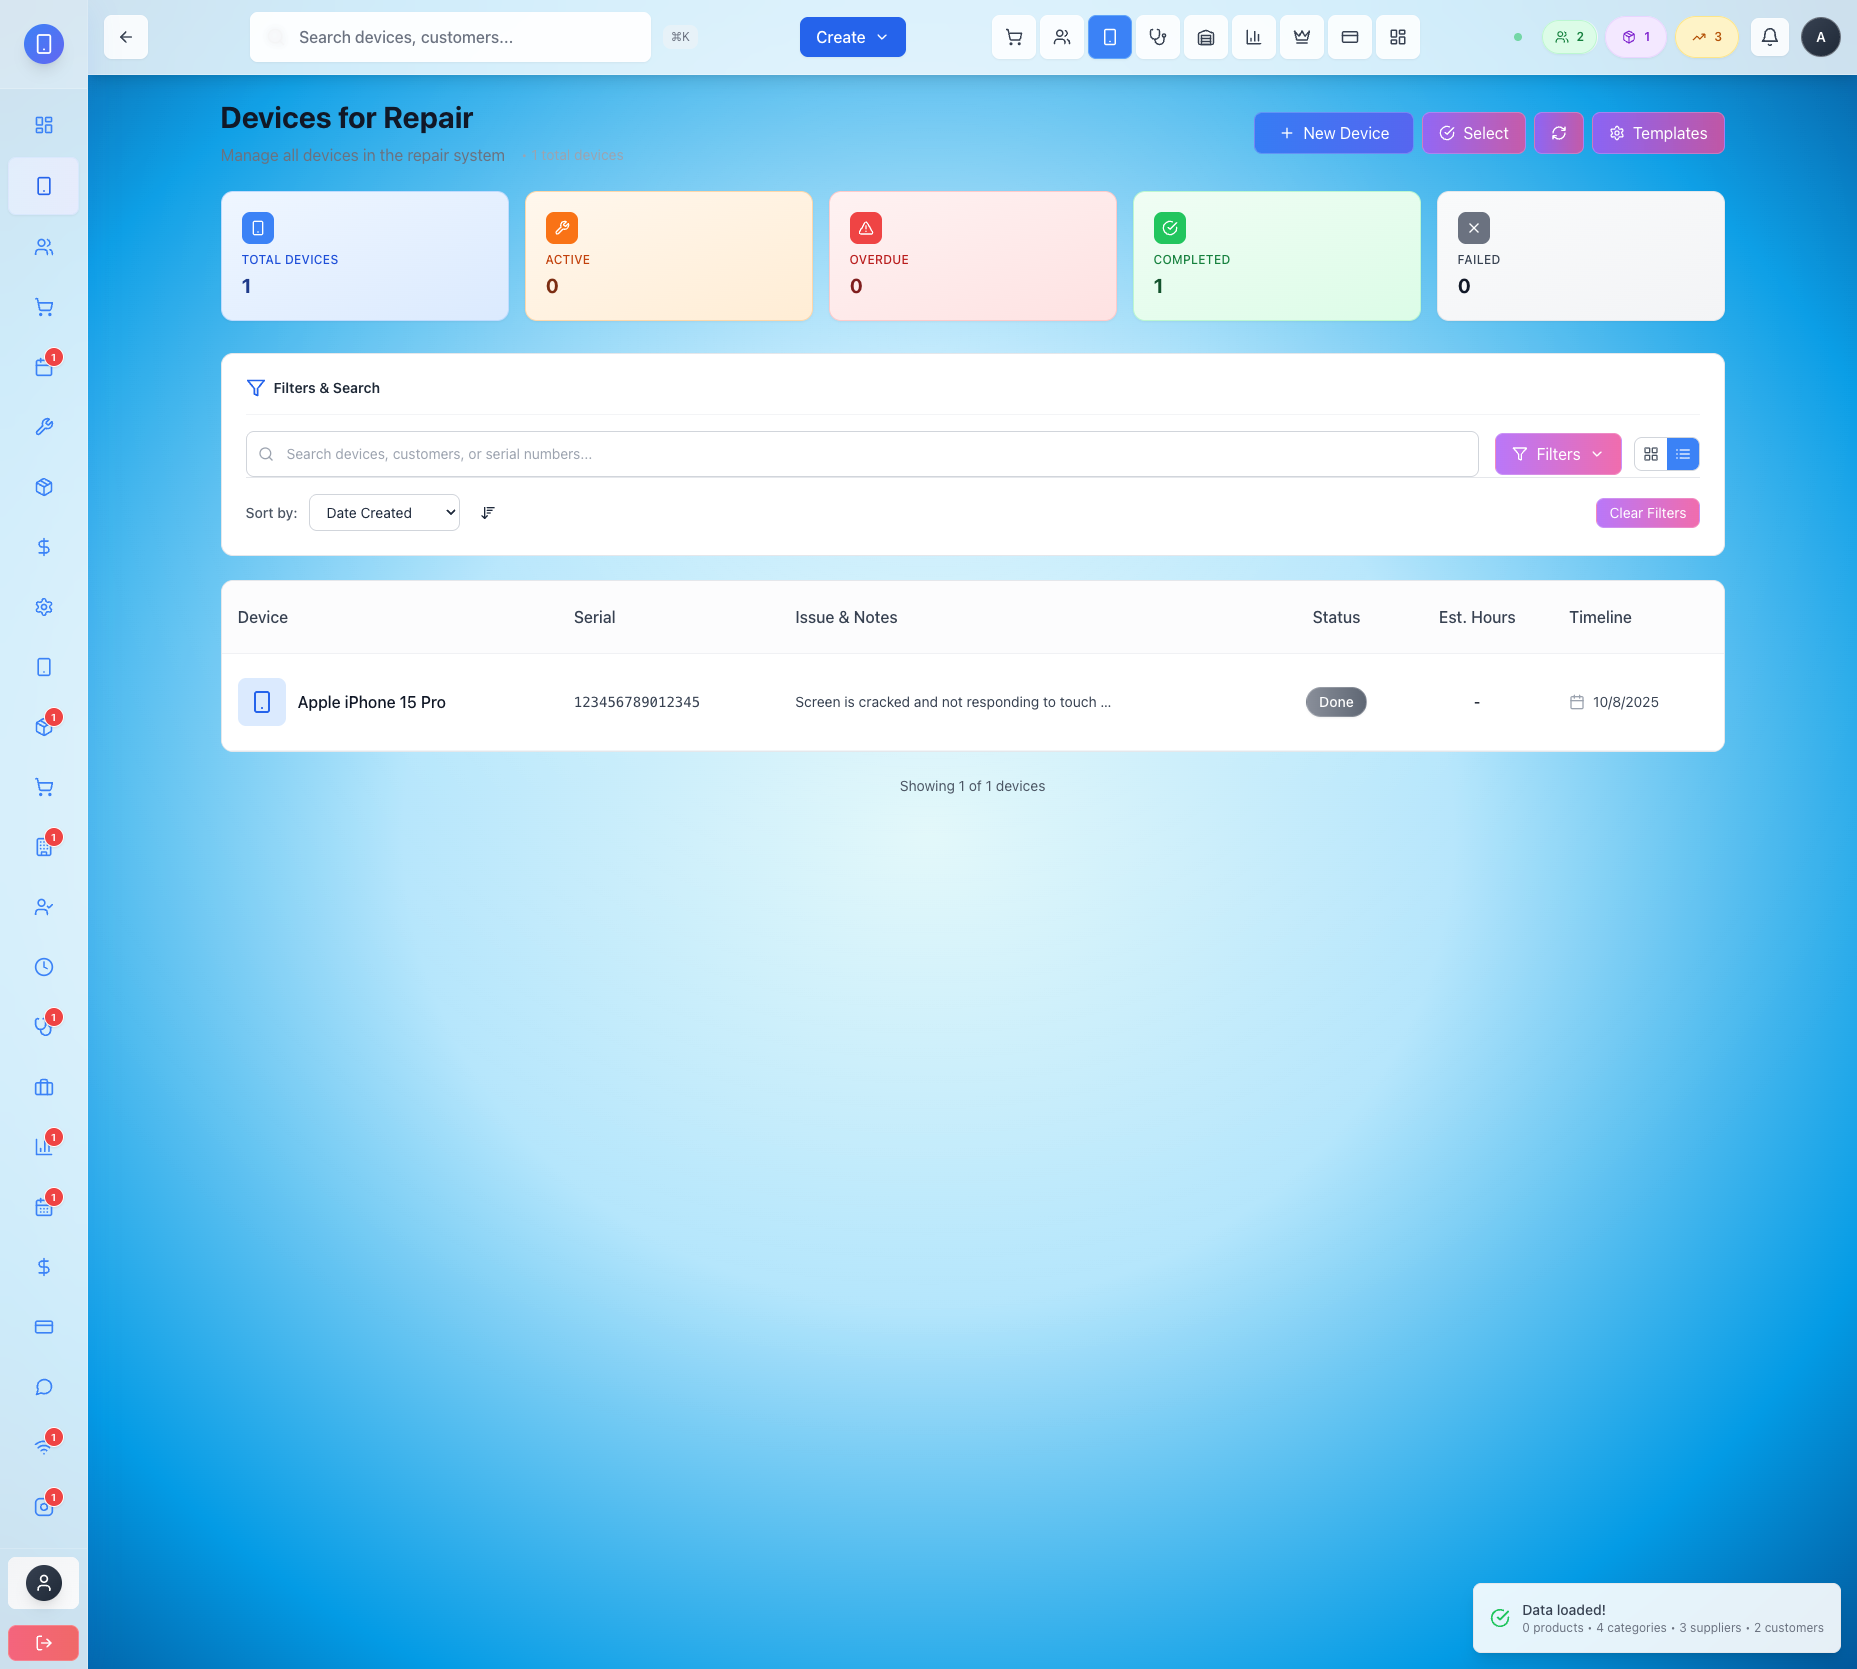 Search devices, customers...
⌘K
Create
2
1
3
A
Devices for Repair
Manage all devices in the repair system
1 total devices
New Device
Select
Templates
TOTAL DEVICES
1
ACTIVE
0
OVERDUE
0
COMPLETED
1
FAILED
0
Filters & Search
Search devices, customers, or serial numbers...
Filters
Sort by:
Date Created
Clear Filters
Device
Serial
Issue & Notes
Status
Est. Hours
Timeline
Apple iPhone 15 Pro
123456789012345
Screen is cracked and not responding to touch ...
Done
-
10/8/2025
Showing 1 of 1 devices
1
1
1
1
1
1
1
1
Data loaded!
0 products • 4 categories • 3 suppliers • 2 customers